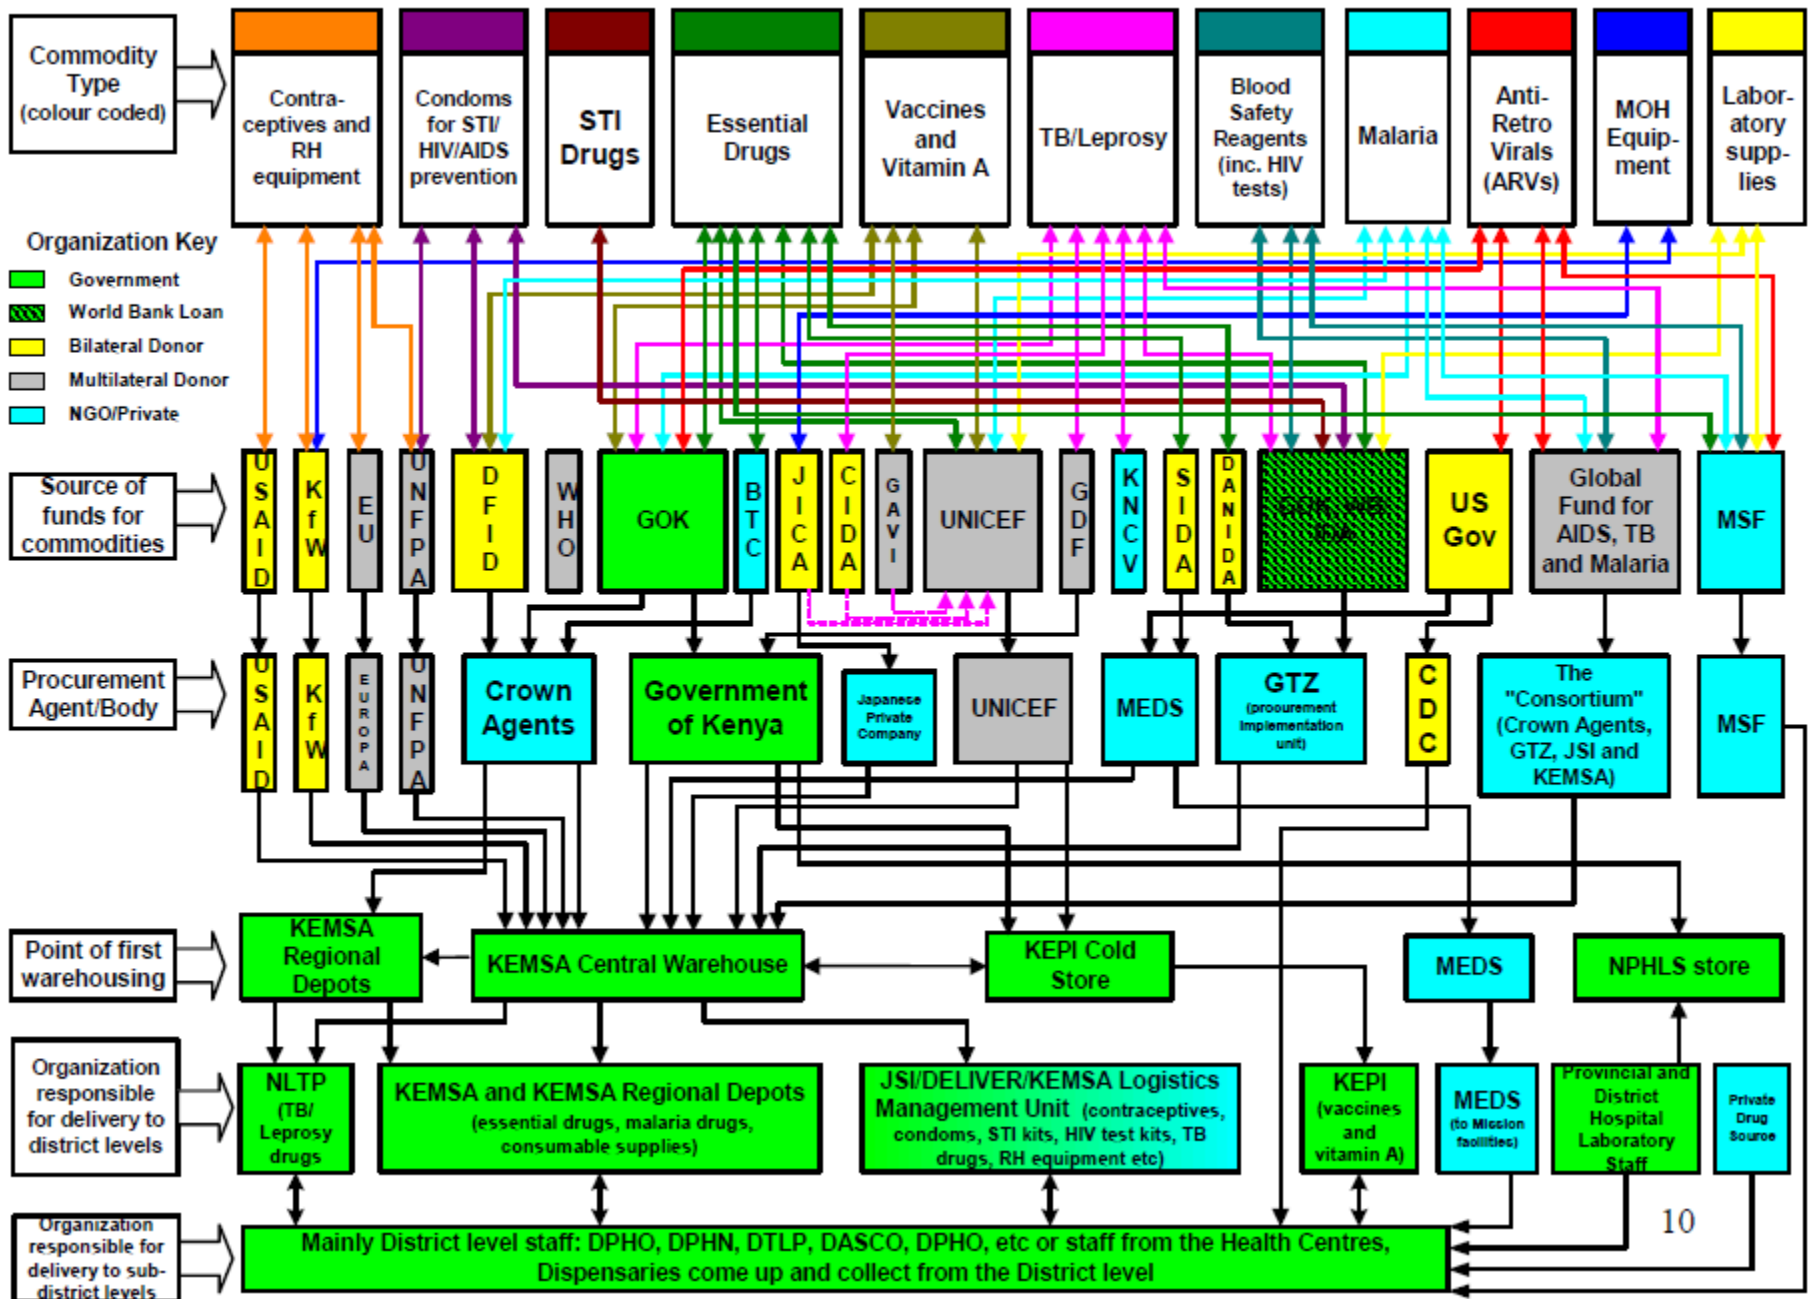 Commodity
Type
(colour coded)
Contra-
ceptives and
RH
equipment
Condoms
for STI/
HIV/AIDS
prevention
STI
Drugs
Essential
Drugs
Vaccines
and
Vitamin A
TB/Leprosy
Blood
Safety
Reagents
(inc. HIV
tests)
Malaria
Anti-
Retro
Virals
(ARVs)
MOH
Equip-
ment
Labor-
atory
supp-
lies
Organization Key
Government
World Bank Loan
Bilateral Donor
Multilateral Donor
NGO/Private
Source of
funds for
commodities
USAID
KfW
EU
UNFPA
DFID
WHO
GOK
BTC
JICA
CIDA
GAVI
UNICEF
GDF
KNCV
SIDA
DANIDA
GOK, WB
US
Gov
Global
Fund for
AIDS, TB
and Malaria
MSF
Procurement
Agent/Body
USAID
KfW
EUROPA
UNFPA
Crown
Agents
Government
of Kenya
Japanese
Private
Company
UNICEF
MEDS
GTZ
(procurement
implementation
unit)
CDC
The
"Consortium"
(Crown Agents,
GTZ, JSI and
KEMSA)
MSF
Point of first
warehousing
KEMSA
Regional
Depots
KEMSA Central Warehouse
KEPI Cold
Store
MEDS
NPHLS store
Organization
responsible
for delivery to
district levels
NLTP
(TB/
Leprosy
drugs
KEMSA and KEMSA Regional Depots
(essential drugs, malaria drugs,
consumable supplies)
JSI/DELIVER/KEMSA Logistics
Management Unit (contraceptives,
condoms, STI kits, HIV test kits, TB
drugs, RH equipment etc)
KEPI
(vaccines
and
vitamin A)
MEDS
(to Mission
facilities)
Provincial and
District
Hospital
Laboratory
Staff
Private
Drug
Source
Organization
responsible for
delivery to sub-
district levels
Mainly District level staff: DPHO, DPHN, DTLP, DASCO, DPHO, etc or staff from the Health Centres,
Dispensaries come up and collect from the District level
10